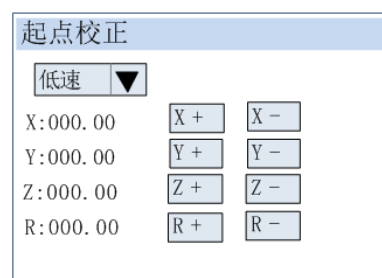 起点校正
低速
X:000.00 X + X -
Y:000.00 Y + Y -
Z:000.00 Z + Z -
R:000.00 R + R -